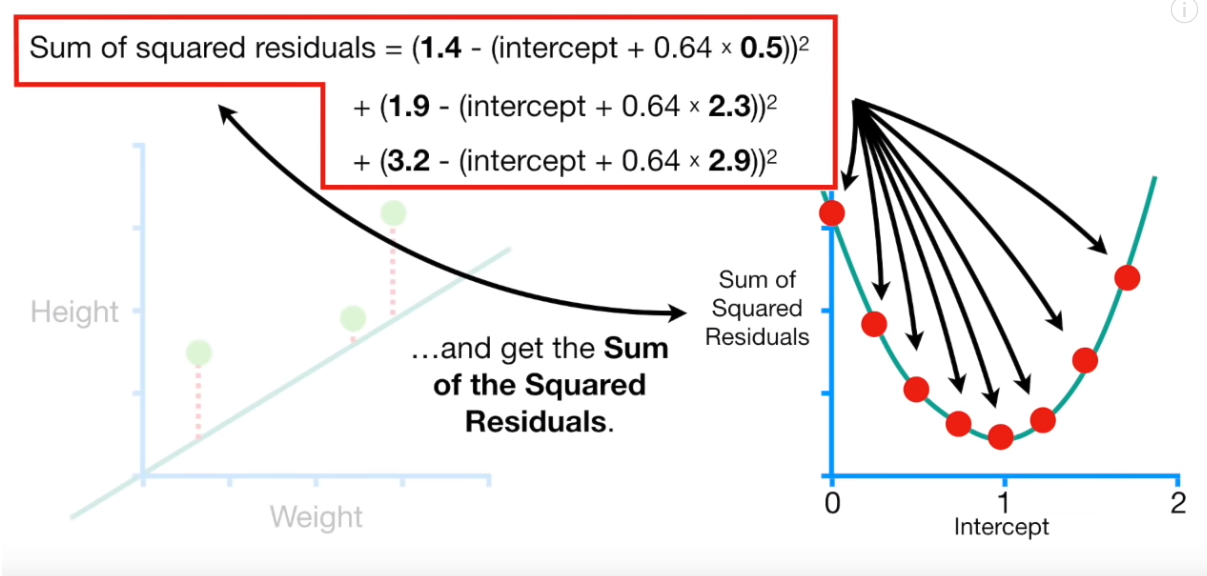 Sum of squared residuals = (1.4 - (intercept + 0.64 × 0.5))²
+ (1.9 - (intercept + 0.64 × 2.3))²
+ (3.2 - (intercept + 0.64 × 2.9))²
Height
Weight
...and get the Sum
of the Squared
Residuals.
Sum of
Squared
Residuals
0 1 2
Intercept
i